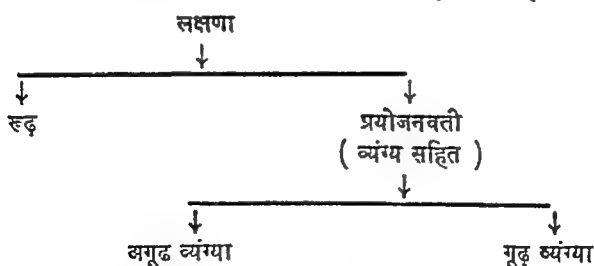 लक्षणा
रूढ़
प्रयोजनवती
( व्यंग्य सहित )
अगूढ व्यंग्या
गूढ़ व्यंग्या